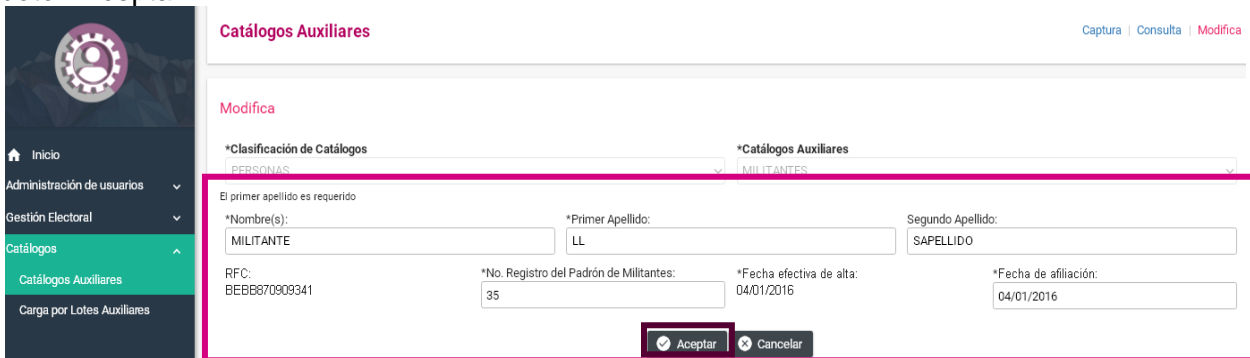 Catálogos Auxiliares
Captura | Consulta | Modifica
Modifica
Inicio
Administración de usuarios
Gestión Electoral
Catálogos
Catálogos Auxiliares
Carga por Lotes Auxiliares
*Clasificación de Catálogos *Catálogos Auxiliares
PERSONAS MILITANTES
El primer apellido es requerido
*Nombre(s): *Primer Apellido: Segundo Apellido:
MILITANTE LL SAPELLIDO
RFC: *No. Registro del Padrón de Militantes: *Fecha efectiva de alta: *Fecha de afiliación:
BEBB870909341 35 04/01/2016 04/01/2016
Aceptar Cancelar